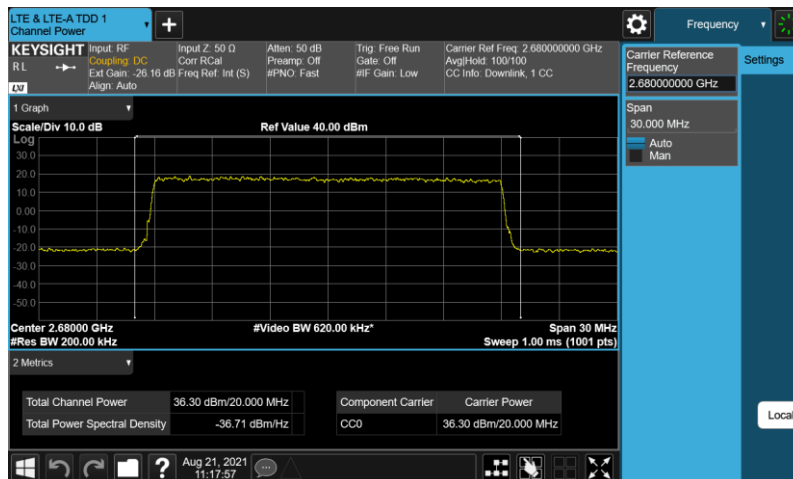 LTE & LTE-A TDD 1
Channel Power
Frequency
KEYSIGHT
R L
LXI
Input: RF
Coupling: DC
Ext Gain: -26.16 dB
Align: Auto
Input Z: 50 Ω
Corr RCal
Freq Ref: Int (S)
Atten: 50 dB
Preamp: Off
#PNO: Fast
Trig: Free Run
Gate: Off
#IF Gain: Low
Carrier Ref Freq: 2.680000000 GHz
Avg|Hold: 100/100
CC Info: Downlink, 1 CC
Carrier Reference
Frequency
2.680000000 GHz
Settings
Span
30.000 MHz
Auto
Man
1 Graph
Scale/Div 10.0 dB
Ref Value 40.00 dBm
Log
30.0
20.0
10.0
0.00
-10.0
-20.0
-30.0
-40.0
-50.0
Center 2.68000 GHz
#Video BW 620.00 kHz*
Span 30 MHz
#Res BW 200.00 kHz
Sweep 1.00 ms (1001 pts)
2 Metrics
Total Channel Power 36.30 dBm/20.000 MHz
Total Power Spectral Density -36.71 dBm/Hz
Component Carrier Carrier Power
CC0 36.30 dBm/20.000 MHz
Local
?
Aug 21, 2021
11:17:57